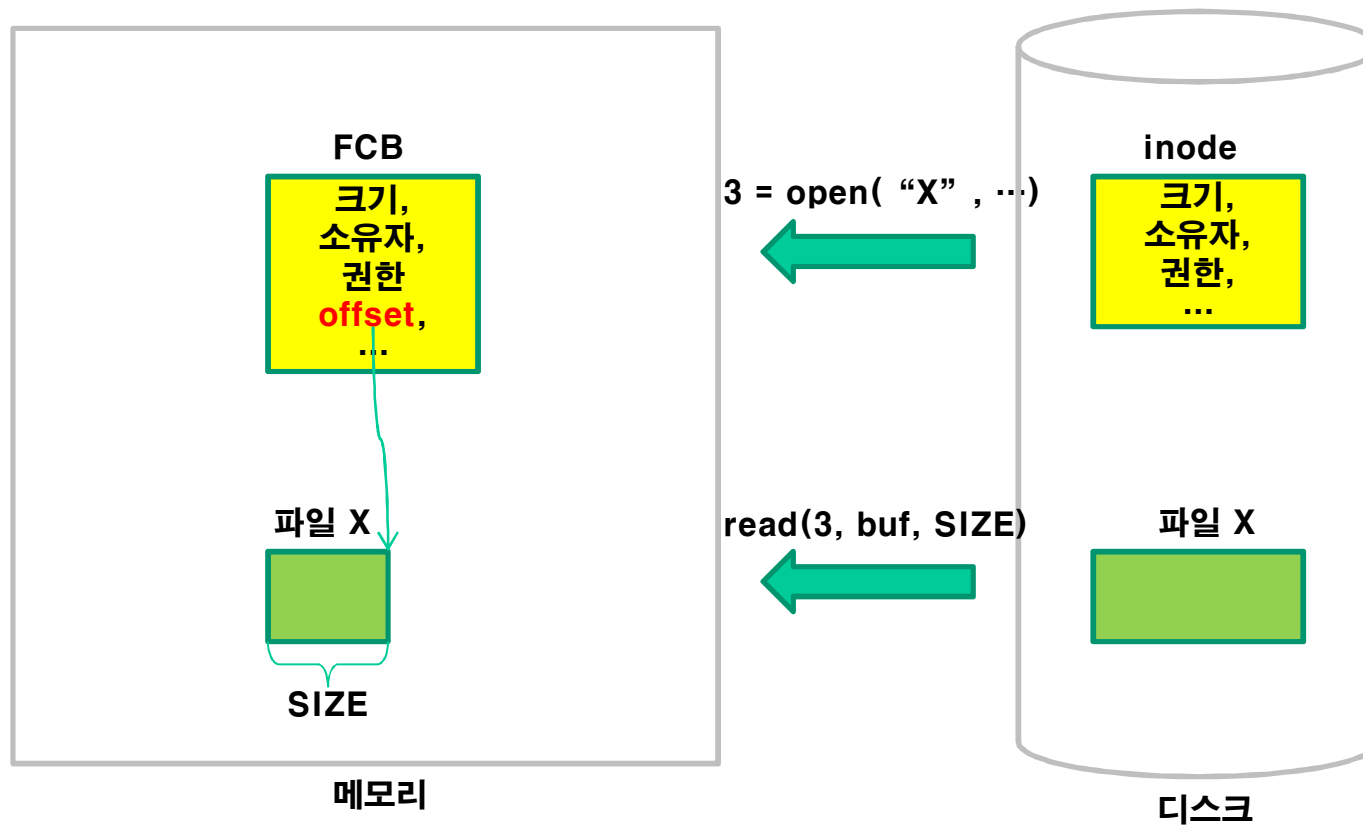 FCB
크기,
소유자,
권한
offset,
...
3 = open( “X” , ...)
inode
크기,
소유자,
권한,
...
파일 X
SIZE
read(3, buf, SIZE)
파일 X
메모리
디스크